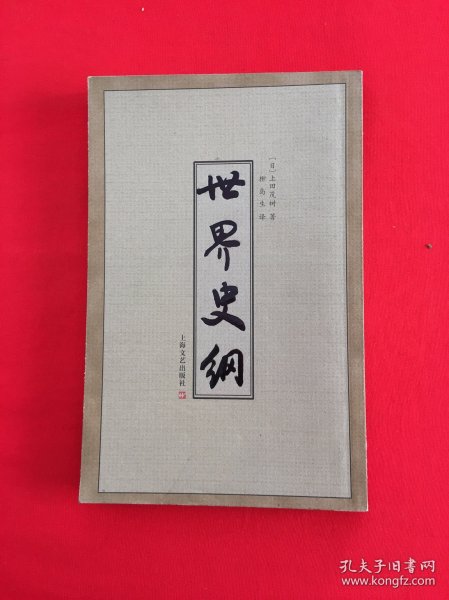 世界史纲
[日]上田茂树 著
柳岛生 译
上海文艺出版社
孔夫子旧书网
www.kongfz.com